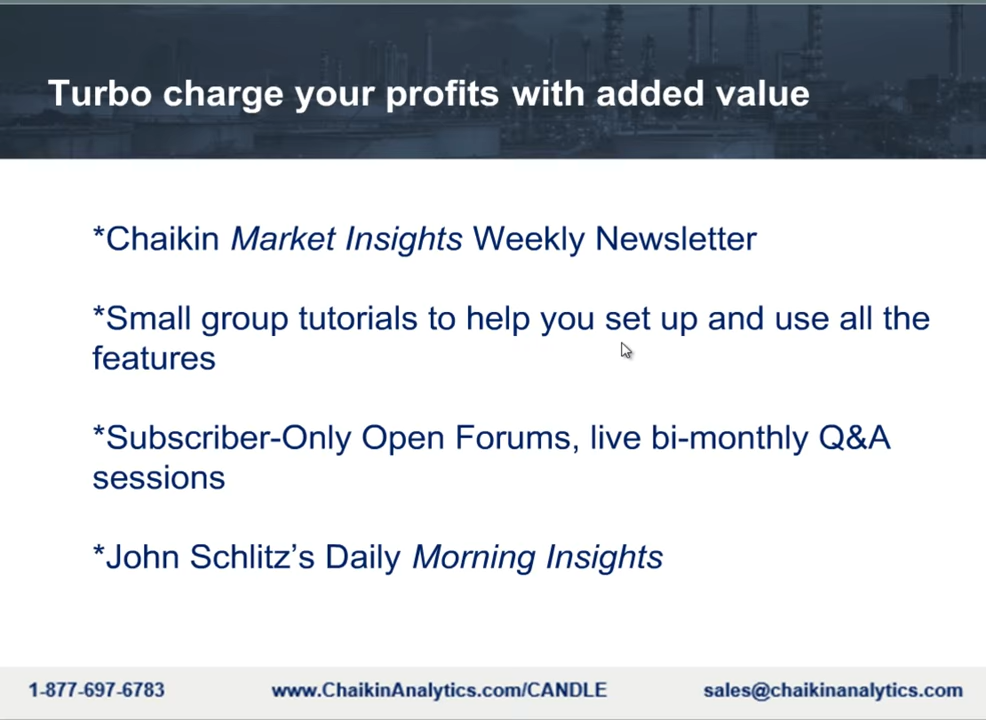 Turbo charge your profits with added value
*Chaikin Market Insights Weekly Newsletter
*Small group tutorials to help you set up and use all the
features
*Subscriber-Only Open Forums, live bi-monthly Q&A
sessions
*John Schlitz’s Daily Morning Insights
1-877-697-6783
www.ChaikinAnalytics.com/CANDLE
sales@chaikinanalytics.com